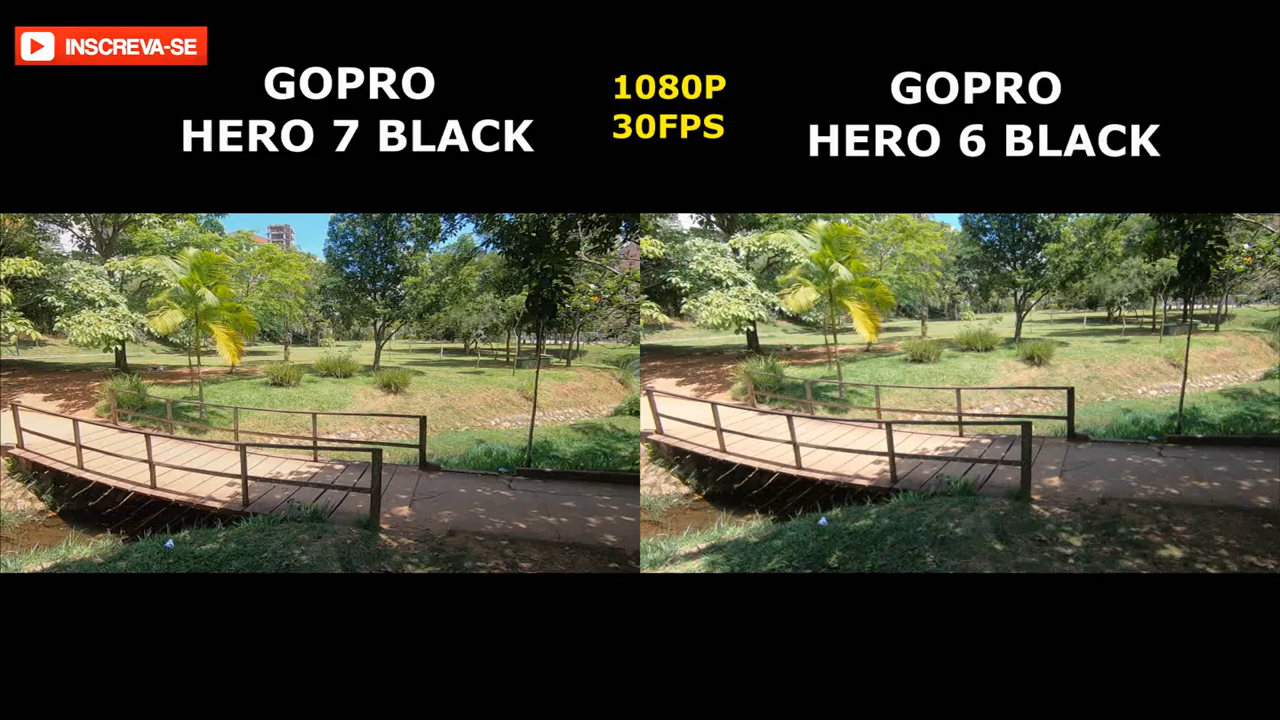 INSCREVA-SE
GOPRO
HERO 7 BLACK
1080P
30FPS
GOPRO
HERO 6 BLACK